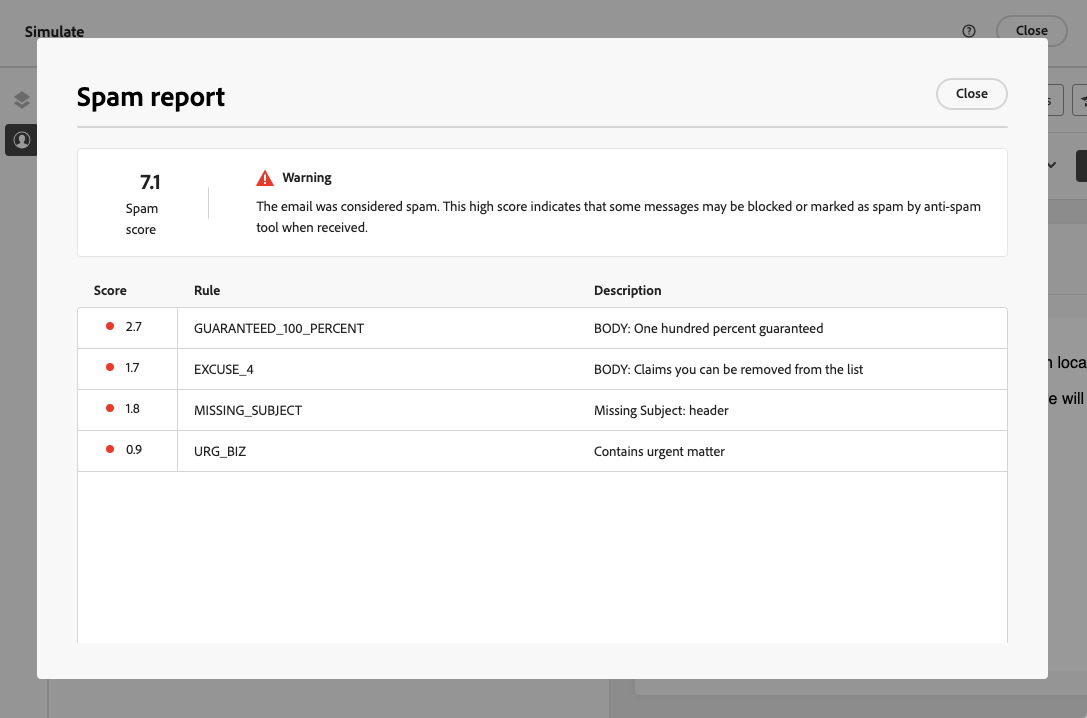 Simulate
Close
Spam report
Close
7.1
Spam
score
Warning
The email was considered spam. This high score indicates that some messages may be blocked or marked as spam by anti-spam
tool when received.
Score Rule Description
2.7 GUARANTEED_100_PERCENT BODY: One hundred percent guaranteed
1.7 EXCUSE_4 BODY: Claims you can be removed from the list
1.8 MISSING_SUBJECT Missing Subject: header
0.9 URG_BIZ Contains urgent matter
e will